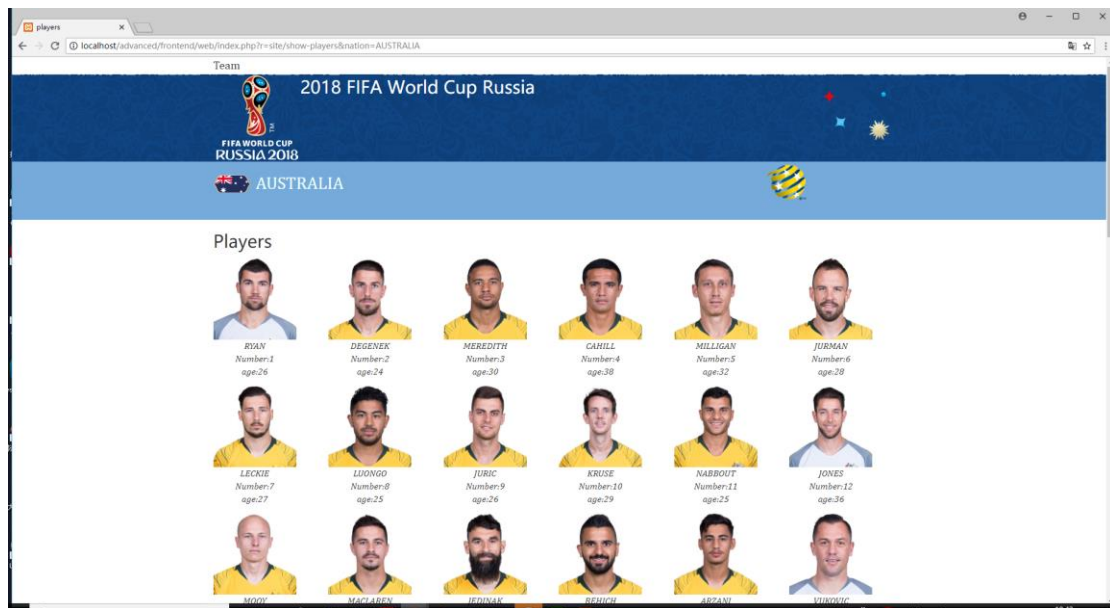 players
localhost/advanced/frontend/web/index.php?r=site/show-players&nation=AUSTRALIA
Team
2018 FIFA World Cup Russia
FIFA WORLD CUP
RUSSIA 2018
AUSTRALIA
Players
RYAN DEGENEK MEREDITH CAHILL MILLIGAN JURMAN
Number:1 Number:2 Number:3 Number:4 Number:5 Number:6
age:26 age:24 age:30 age:38 age:32 age:28
LECKIE LUONGO JURIC KRUSE NABBOUT JONES
Number:7 Number:8 Number:9 Number:10 Number:11 Number:12
age:27 age:25 age:26 age:29 age:25 age:36
MOOY MACLAREN JEDINAK BEHICH ARZANI VUKOVIC